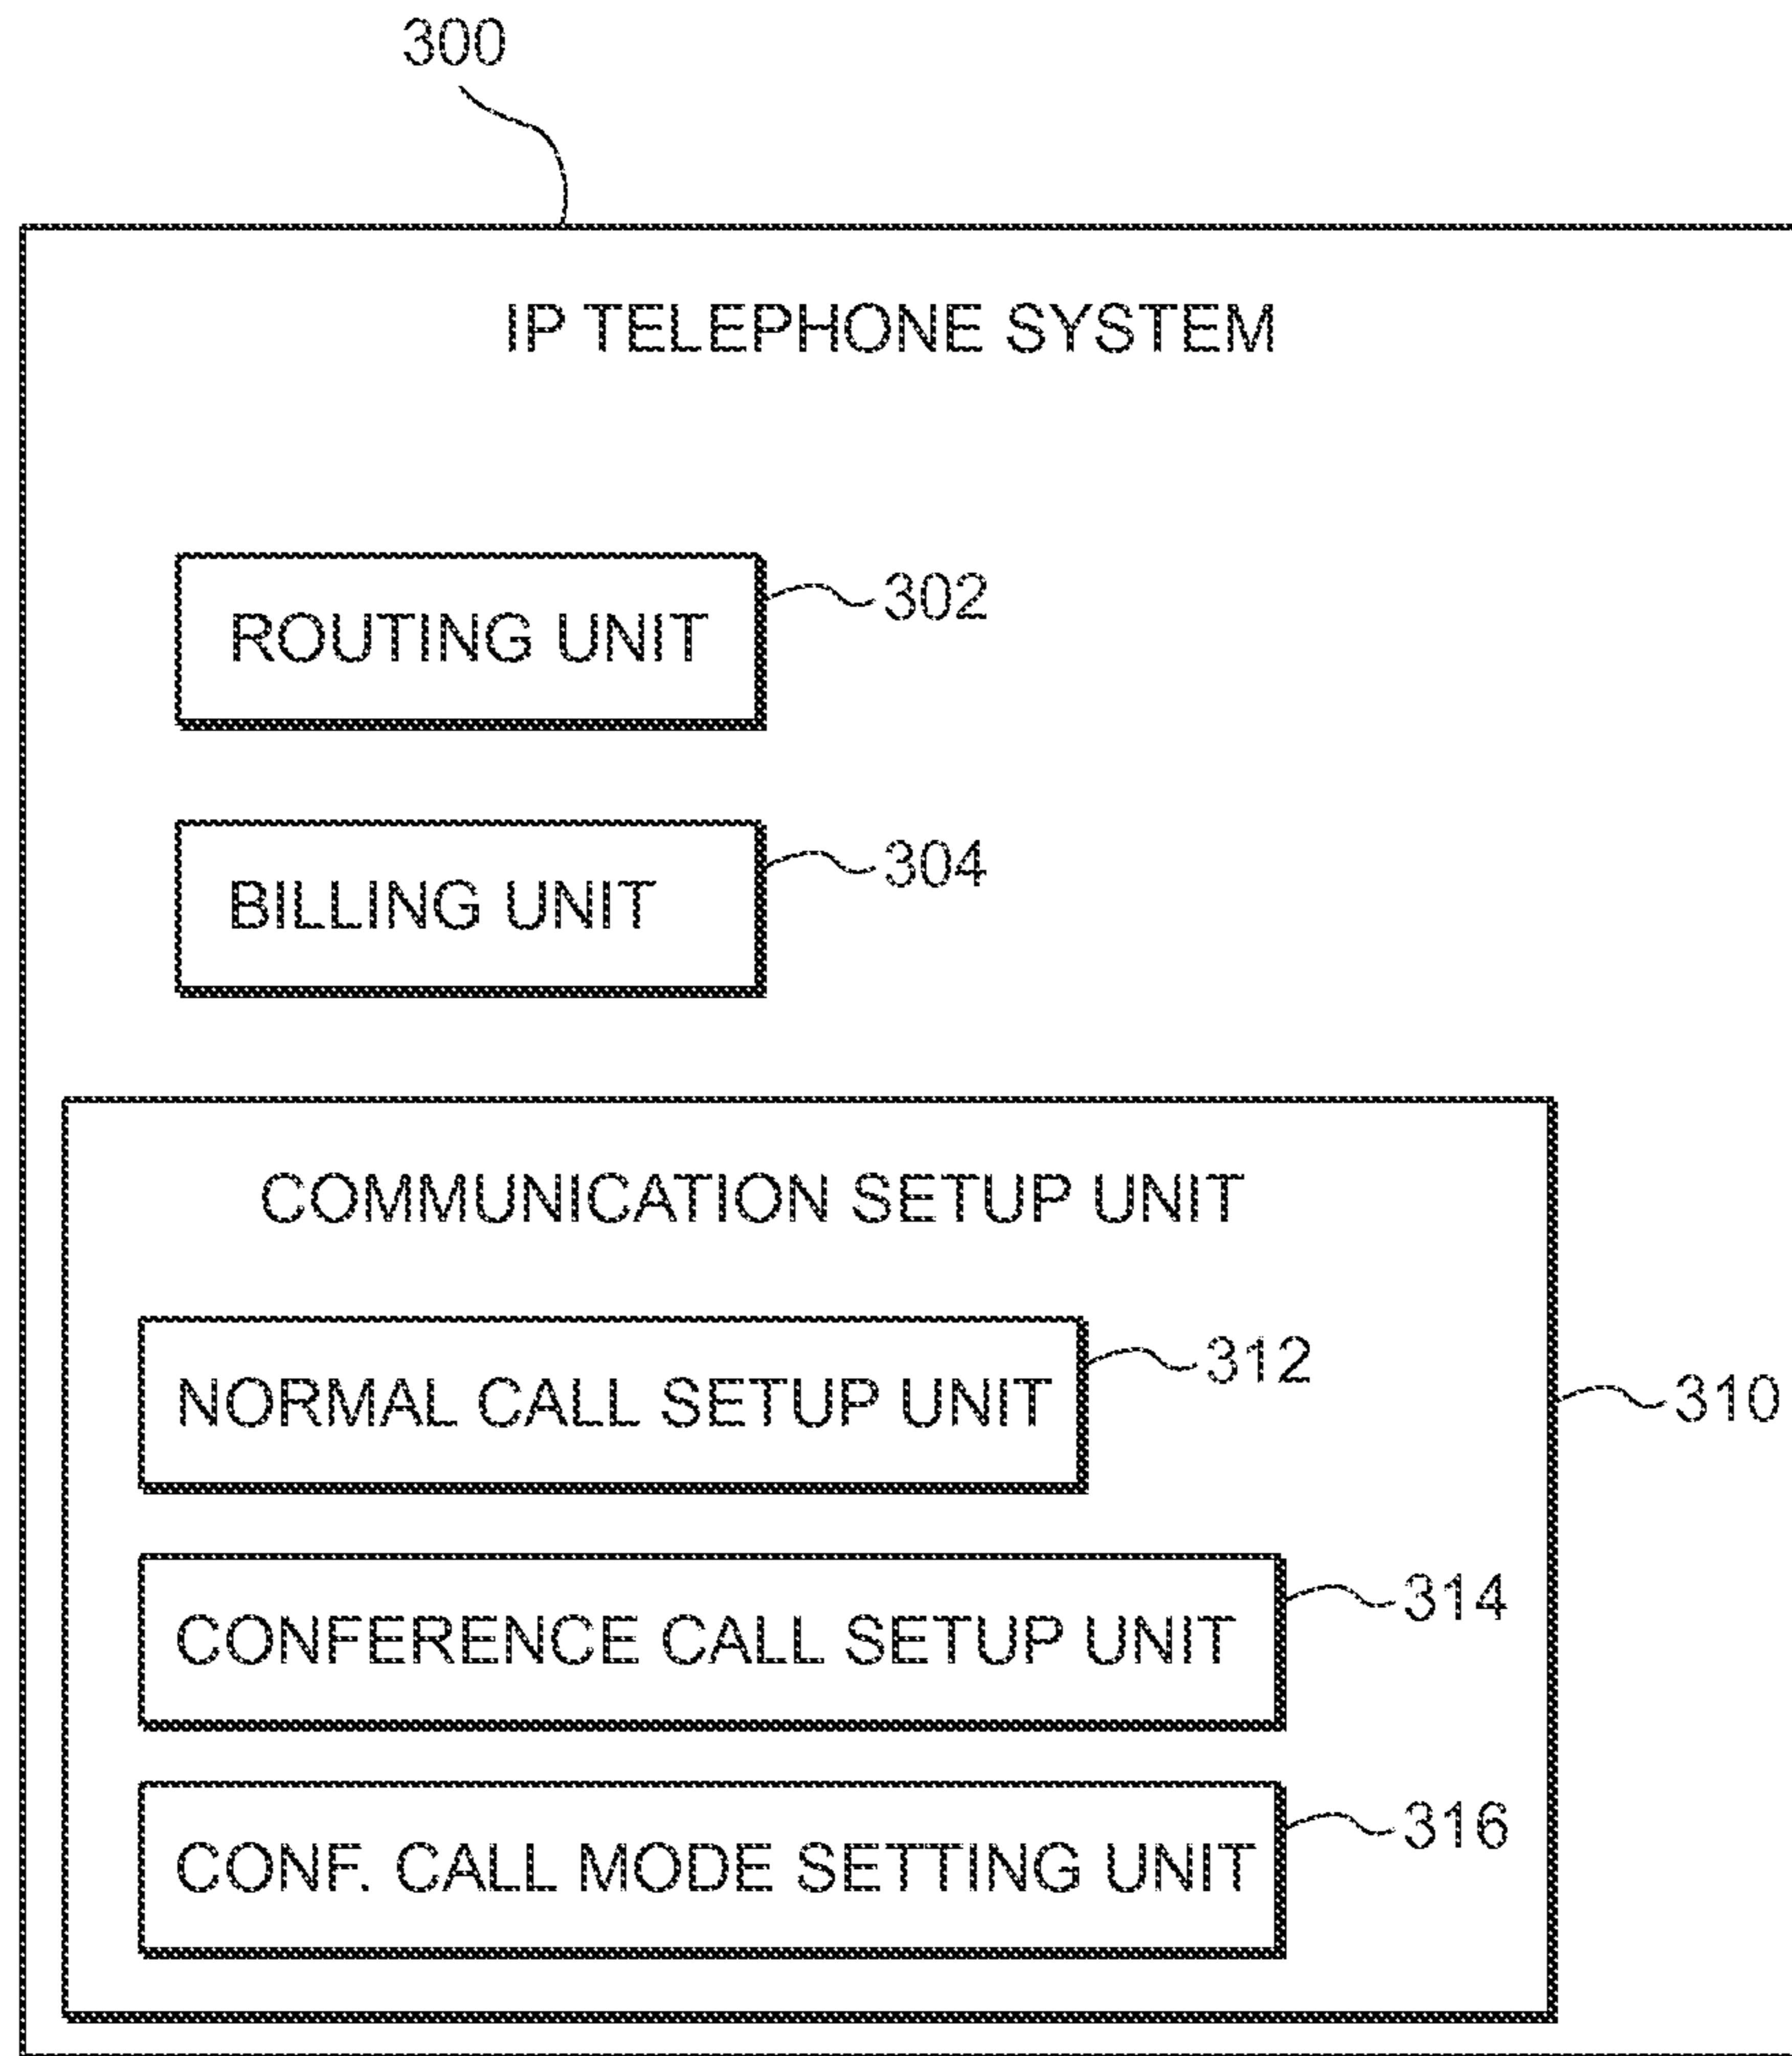 300
IP TELEPHONE SYSTEM
ROUTING UNIT
302
BILLING UNIT
304
COMMUNICATION SETUP UNIT
NORMAL CALL SETUP UNIT
312
310
CONFERENCE CALL SETUP UNIT
314
CONF. CALL MODE SETTING UNIT
316